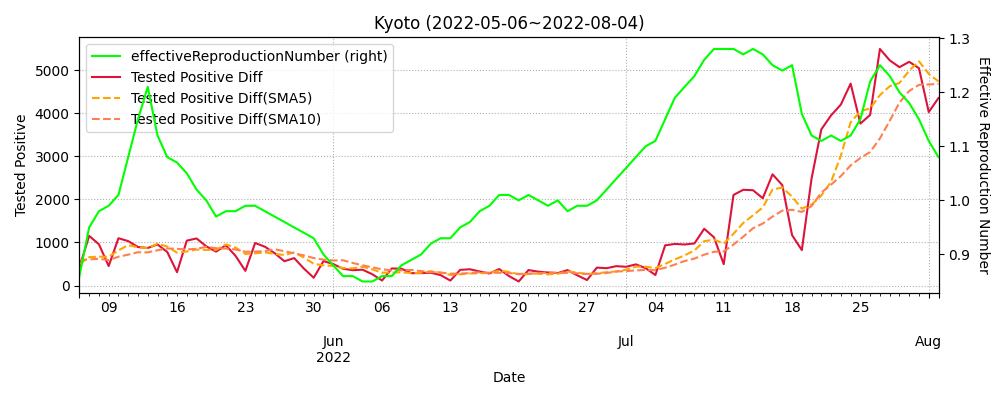 Kyoto (2022-05-06~2022-08-04)
effectiveReproductionNumber (right)
Tested Positive Diff
Tested Positive Diff(SMA5)
Tested Positive Diff(SMA10)
Tested Positive
5000
4000
3000
2000
1000
0
1.3
1.2
1.1
1.0
0.9
Effective Reproduction Number
09 16 23 30 06 13 20 27 04 11 18 25
Jun Jul Aug
2022
Date